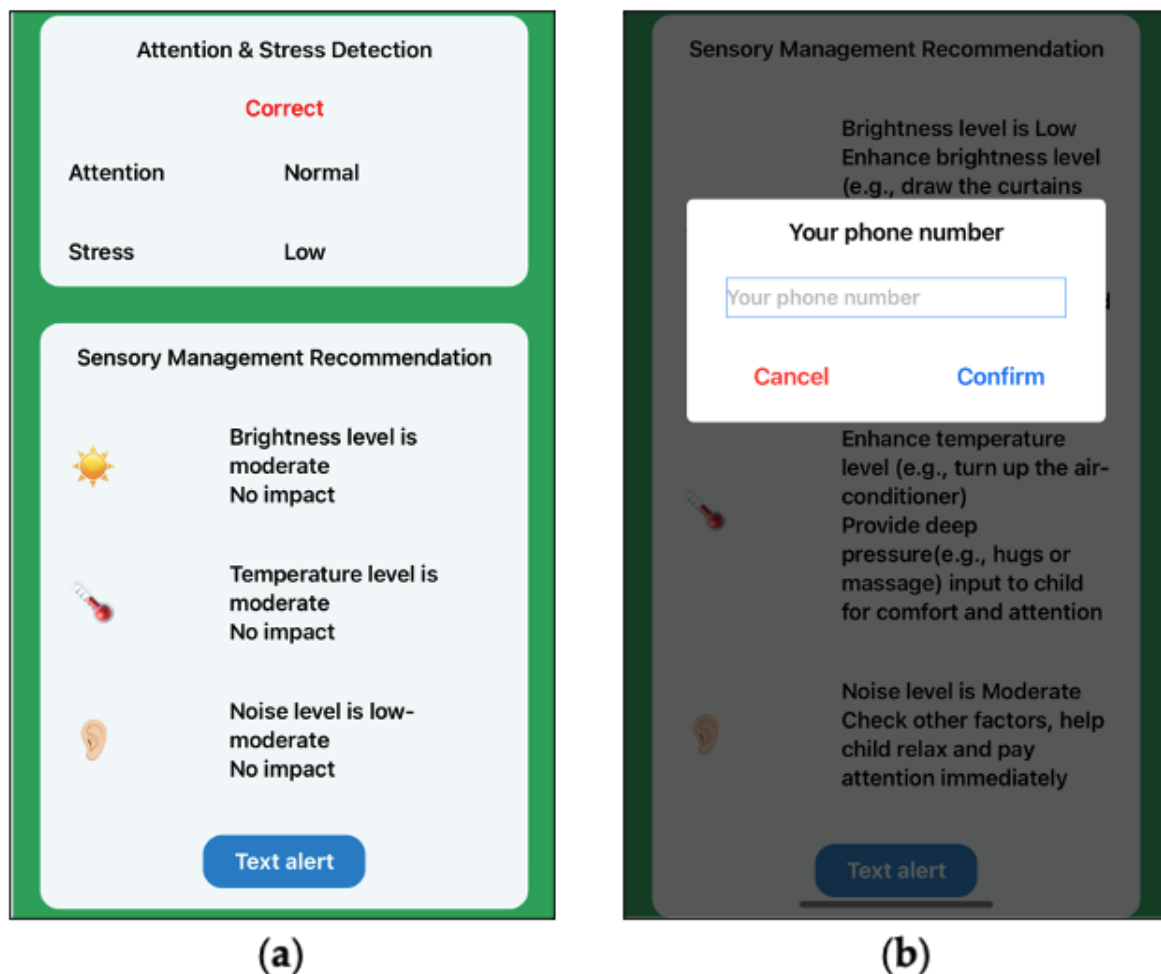 Attention & Stress Detection
Correct
Attention Normal
Stress Low
Sensory Management Recommendation
Brightness level is
moderate
No impact
Temperature level is
moderate
No impact
Noise level is low-
moderate
No impact
Text alert
(a)
Sensory Management Recommendation
Brightness level is Low
Enhance brightness level
(e.g., draw the curtains
Your phone number
Your phone number
Cancel Confirm
Enhance temperature
level (e.g., turn up the air-
conditioner)
Provide deep
pressure(e.g., hugs or
massage) input to child
for comfort and attention
Noise level is Moderate
Check other factors, help
child relax and pay
attention immediately
Text alert
(b)